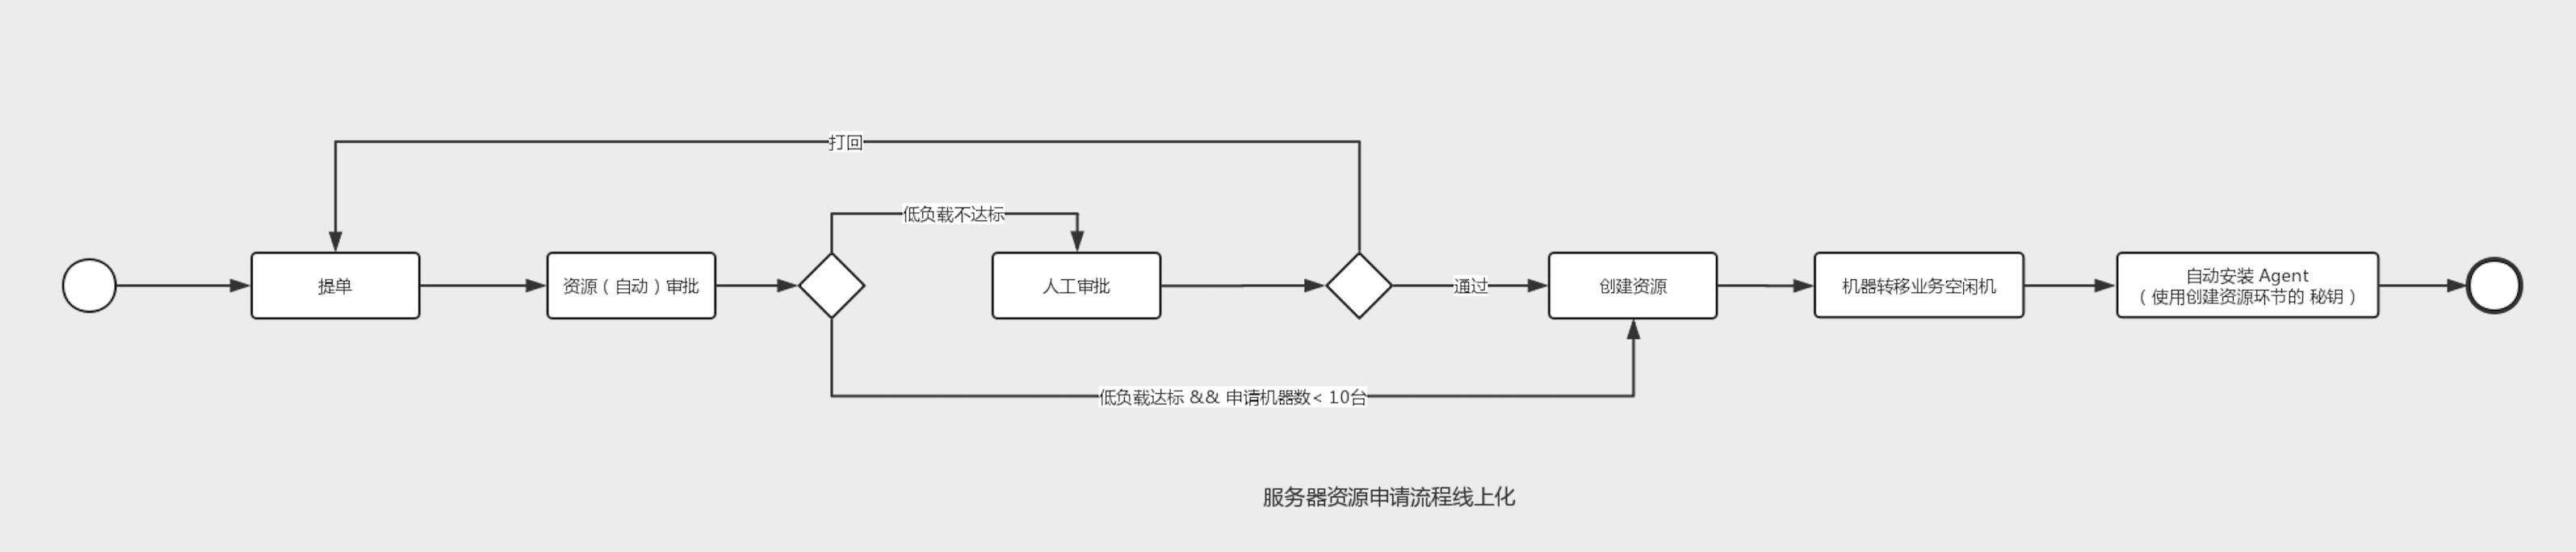 打回
低负载不达标
提单
资源（自动）审批
人工审批
通过
创建资源
机器转移业务空闲机
自动安装 Agent
（使用创建资源环节的 秘钥）
低负载达标 && 申请机器数< 10台
服务器资源申请流程线上化